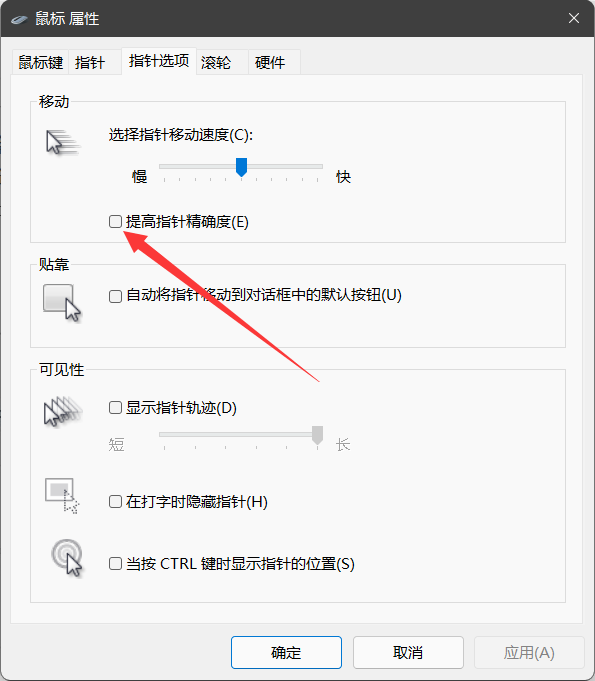 鼠标 属性
鼠标键 指针 指针选项 滚轮 硬件
移动
选择指针移动速度(C):
慢 快
提高指针精确度(E)
贴靠
自动将指针移动到对话框中的默认按钮(U)
可见性
显示指针轨迹(D)
短 长
在打字时隐藏指针(H)
当按 CTRL 键时显示指针的位置(S)
确定 取消 应用(A)